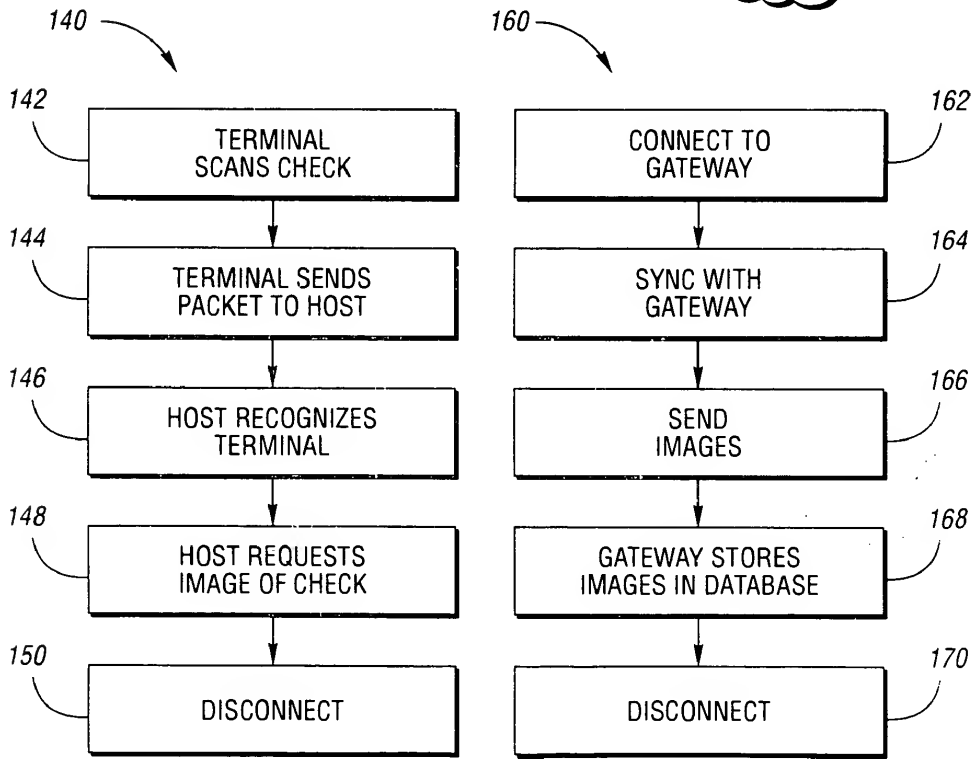 140
142
TERMINAL
SCANS CHECK
144
TERMINAL SENDS
PACKET TO HOST
146
HOST RECOGNIZES
TERMINAL
148
HOST REQUESTS
IMAGE OF CHECK
150
DISCONNECT
160
162
CONNECT TO
GATEWAY
164
SYNC WITH
GATEWAY
166
SEND
IMAGES
168
GATEWAY STORES
IMAGES IN DATABASE
170
DISCONNECT